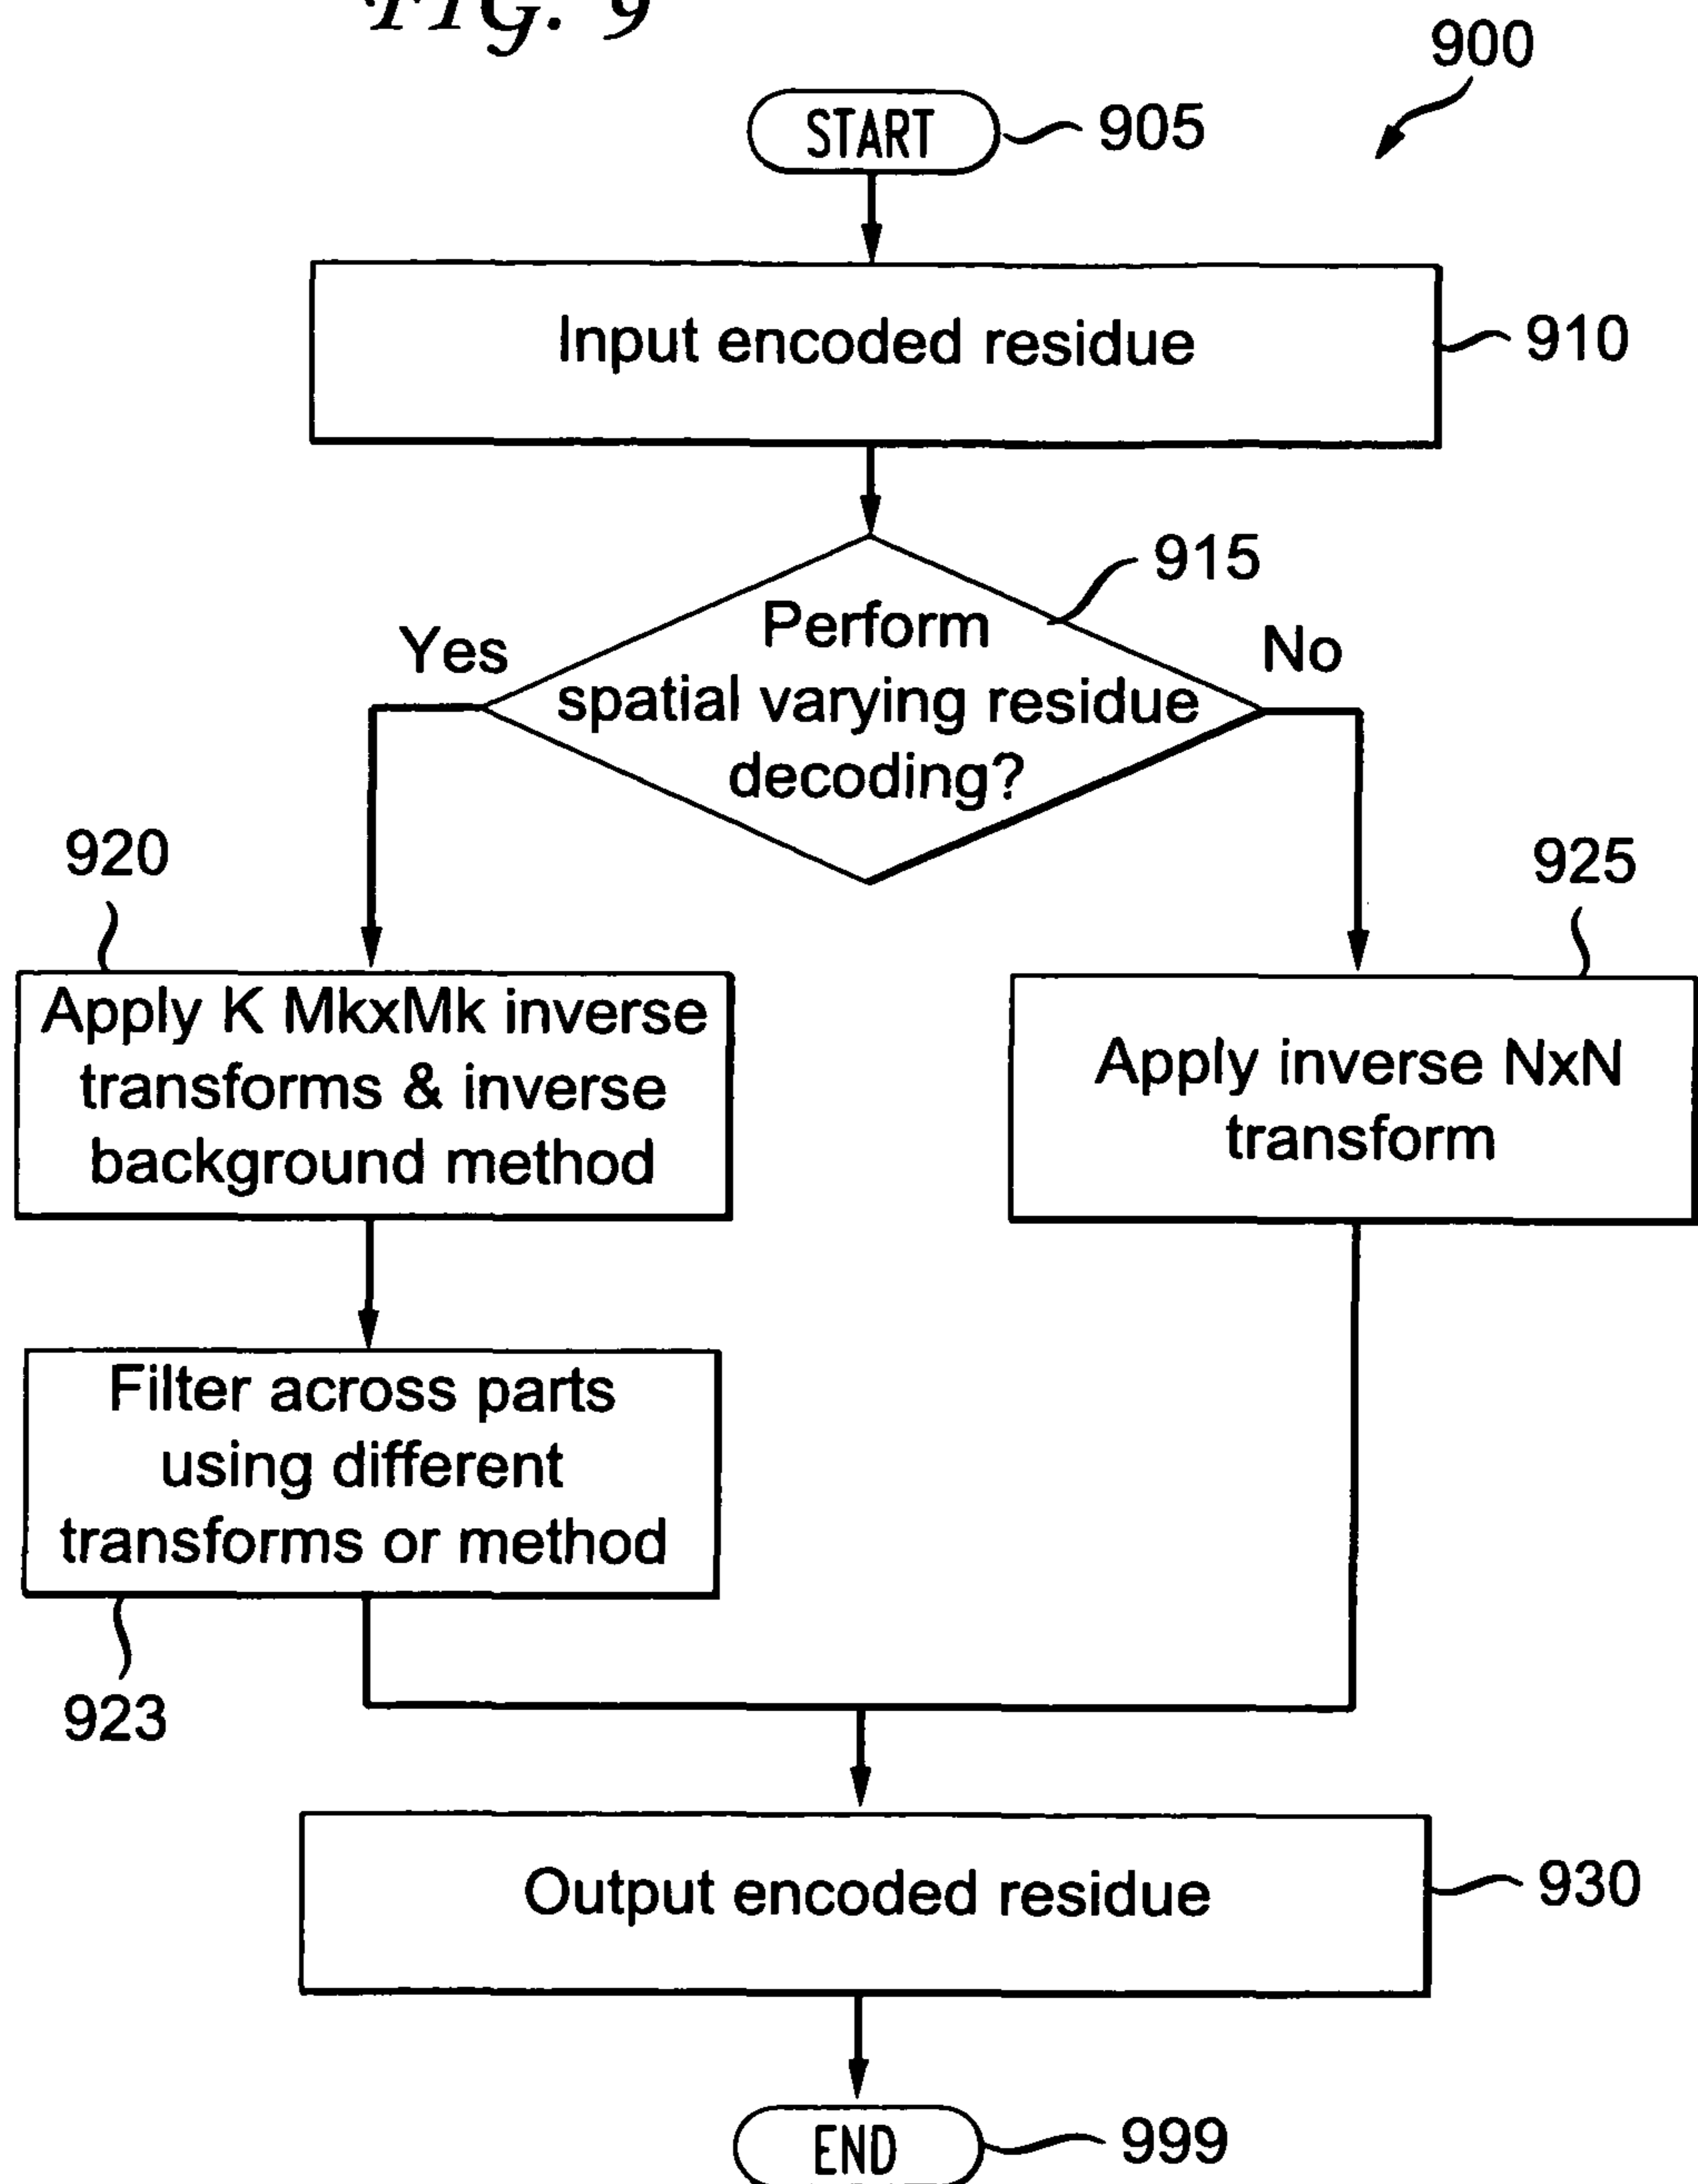 FIG. 9
900
START
905
Input encoded residue
910
915
Perform
spatial varying residue
decoding?
Yes
No
920
925
Apply K MkxMk inverse
transforms & inverse
background method
Apply inverse NxN
transform
Filter across parts
using different
transforms or method
923
Output encoded residue
930
END
999